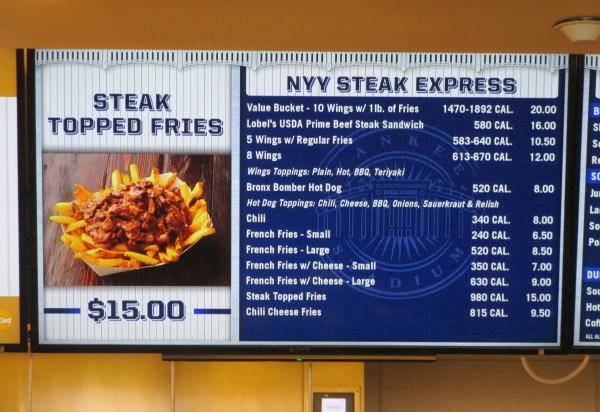 STEAK
TOPPED FRIES
$15.00
NYY STEAK EXPRESS
Value Bucket - 10 Wings w/ 1lb. of Fries 1470-1892 CAL. 20.00
Lobel's USDA Prime Beef Steak Sandwich 580 CAL. 16.00
5 Wings w/ Regular Fries 583-640 CAL. 10.50
8 Wings 613-670 CAL. 12.00
Wings Toppings: Plain, Hot, BBQ, Teriyaki
Bronx Bomber Hot Dog 520 CAL. 8.00
Hot Dog Toppings: Chili, Cheese, BBQ, Onions, Sauerkraut & Relish
Chili 340 CAL. 8.00
French Fries - Small 240 CAL. 6.50
French Fries - Large 520 CAL. 8.50
French Fries w/ Cheese - Small 350 CAL. 7.00
French Fries w/ Cheese - Large 630 CAL. 9.00
Steak Topped Fries 980 CAL. 15.00
Chili Cheese Fries 815 CAL. 9.50